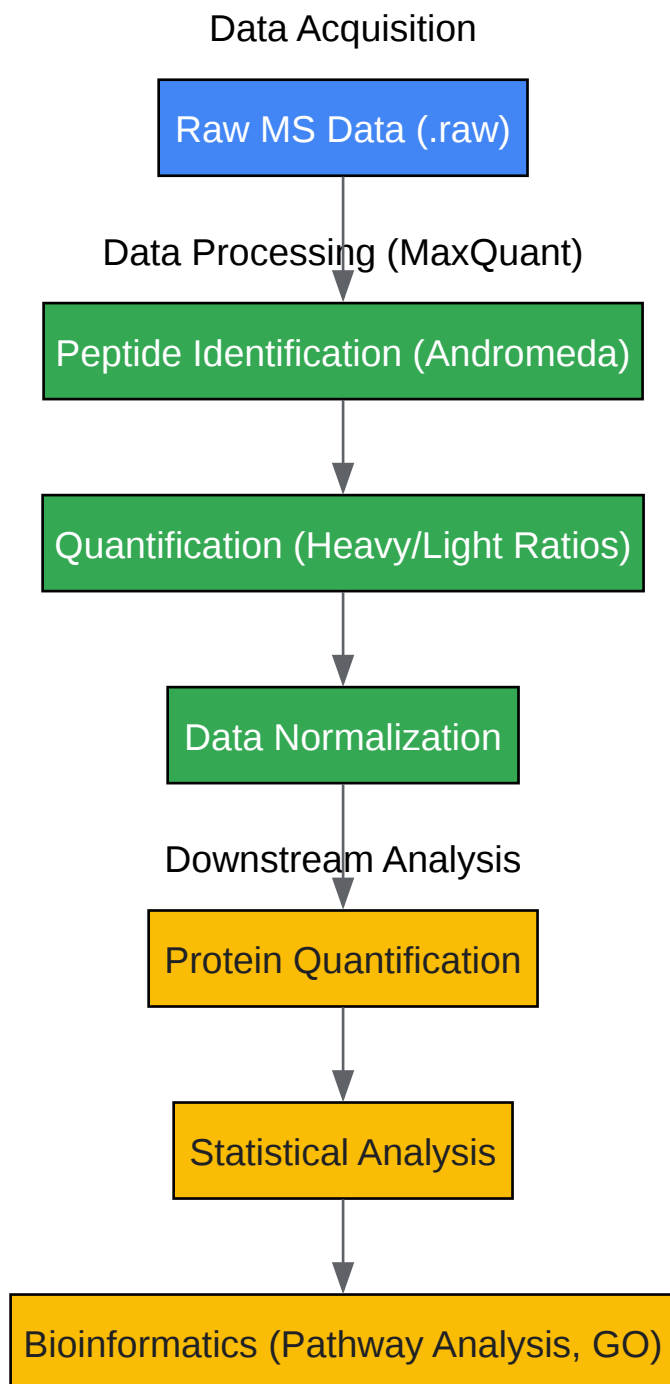 Data Acquisition
Raw MS Data (.raw)
Data Processing (MaxQuant)
Peptide Identification (Andromeda)
Quantification (Heavy/Light Ratios)
Data Normalization
Downstream Analysis
Protein Quantification
Statistical Analysis
Bioinformatics (Pathway Analysis, GO)